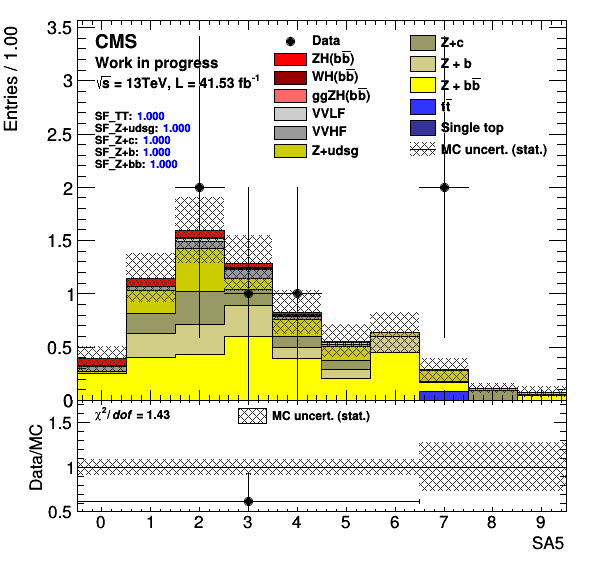 CMS
Work in progress
√s = 13TeV, L = 41.53 fb⁻¹
SF_TT: 1.000
SF_Z+udsg: 1.000
SF_Z+c: 1.000
SF_Z+b: 1.000
SF_Z+bb: 1.000
Data
ZH(bb̅)
WH(bb̅)
ggZH(bb̅)
VVLF
VVHF
Z+udsg
Z+c
Z + b
Z + bb̅
tt̅
Single top
MC uncert. (stat.)
Entries / 1.00
3.5
3
2.5
2
1.5
1
0.5
0
χ²/dof = 1.43
MC uncert. (stat.)
Data/MC
1.5
1
0.5
0 1 2 3 4 5 6 7 8 9
SA5